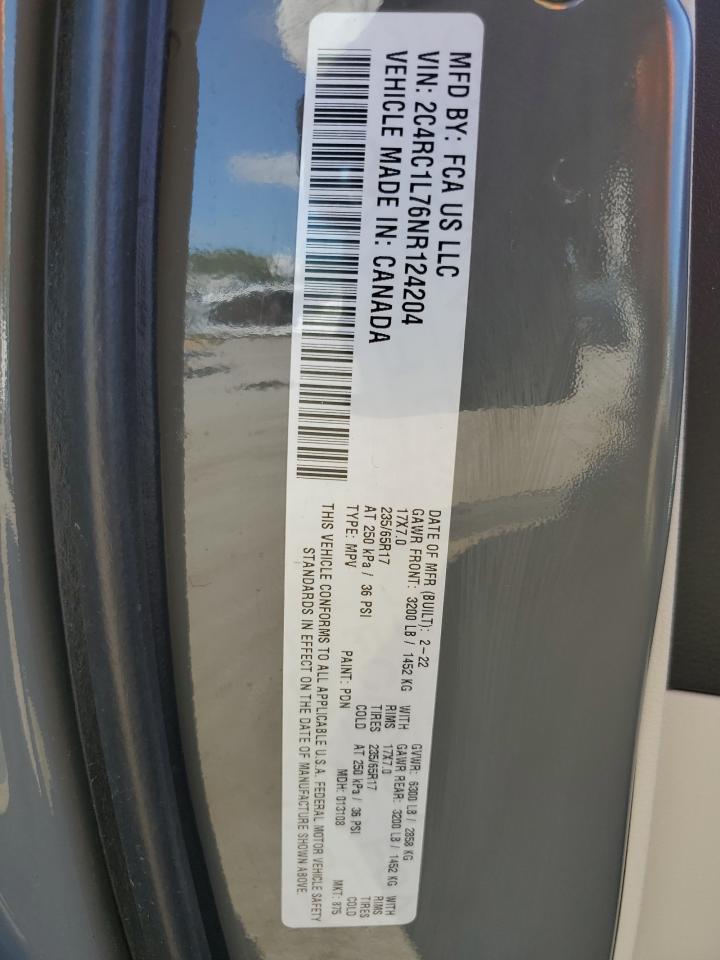 MFD BY: FCA US LLC
VIN: 2C4RC1L76NR124204
VEHICLE MADE IN: CANADA
DATE OF MFR (BUILT): 2-22 GVWR: 6300 LB / 2858 KG
GAWR FRONT: 3200 LB / 1452 KG WITH GAWR REAR: 3200 LB / 1452 KG WITH
17X7.0 RIMS 17X7.0 RIMS
235/65R17 TIRES 235/65R17 TIRES
AT 250 kPa / 36 PSI COLD AT 250 kPa / 36 PSI COLD
TYPE: MPV PAINT: PDN MDH: 013108 MKT: 875
THIS VEHICLE CONFORMS TO ALL APPLICABLE U.S.A. FEDERAL MOTOR VEHICLE SAFETY
STANDARDS IN EFFECT ON THE DATE OF MANUFACTURE SHOWN ABOVE.